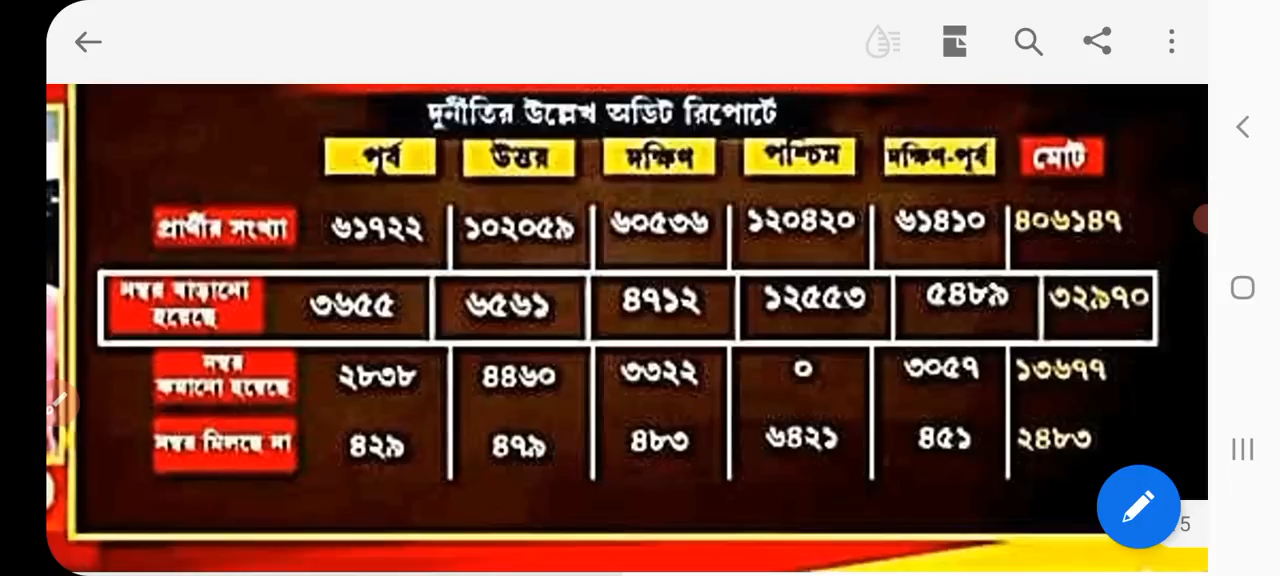 দুর্নীতির উল্লেখ অডিট রিপোর্টে
পূর্ব উত্তর দক্ষিণ পশ্চিম দক্ষিণ-পূর্ব মোট
প্রার্থীর সংখ্যা ৬১৭২২ ১০২০৫৯ ৬০৫৩৬ ১২০৪২০ ৬১৪১০ ৪০৬১৪৭
নম্বর বাড়ানো
হয়েছে ৩৬৫৫ ৬৫৬১ ৪৭১২ ১২৫৫৩ ৫৪৮৯ ৩২৯৭০
নম্বর
কমানো হয়েছে ২৮৩৮ ৪৪৬০ ৩৩২২ ০ ৩০৫৭ ১৩৬৭৭
নম্বর মিলছে না ৪২৯ ৪৭৯ ৪৮৩ ৬৪২১ ৪৫১ ২৪৮৩
5